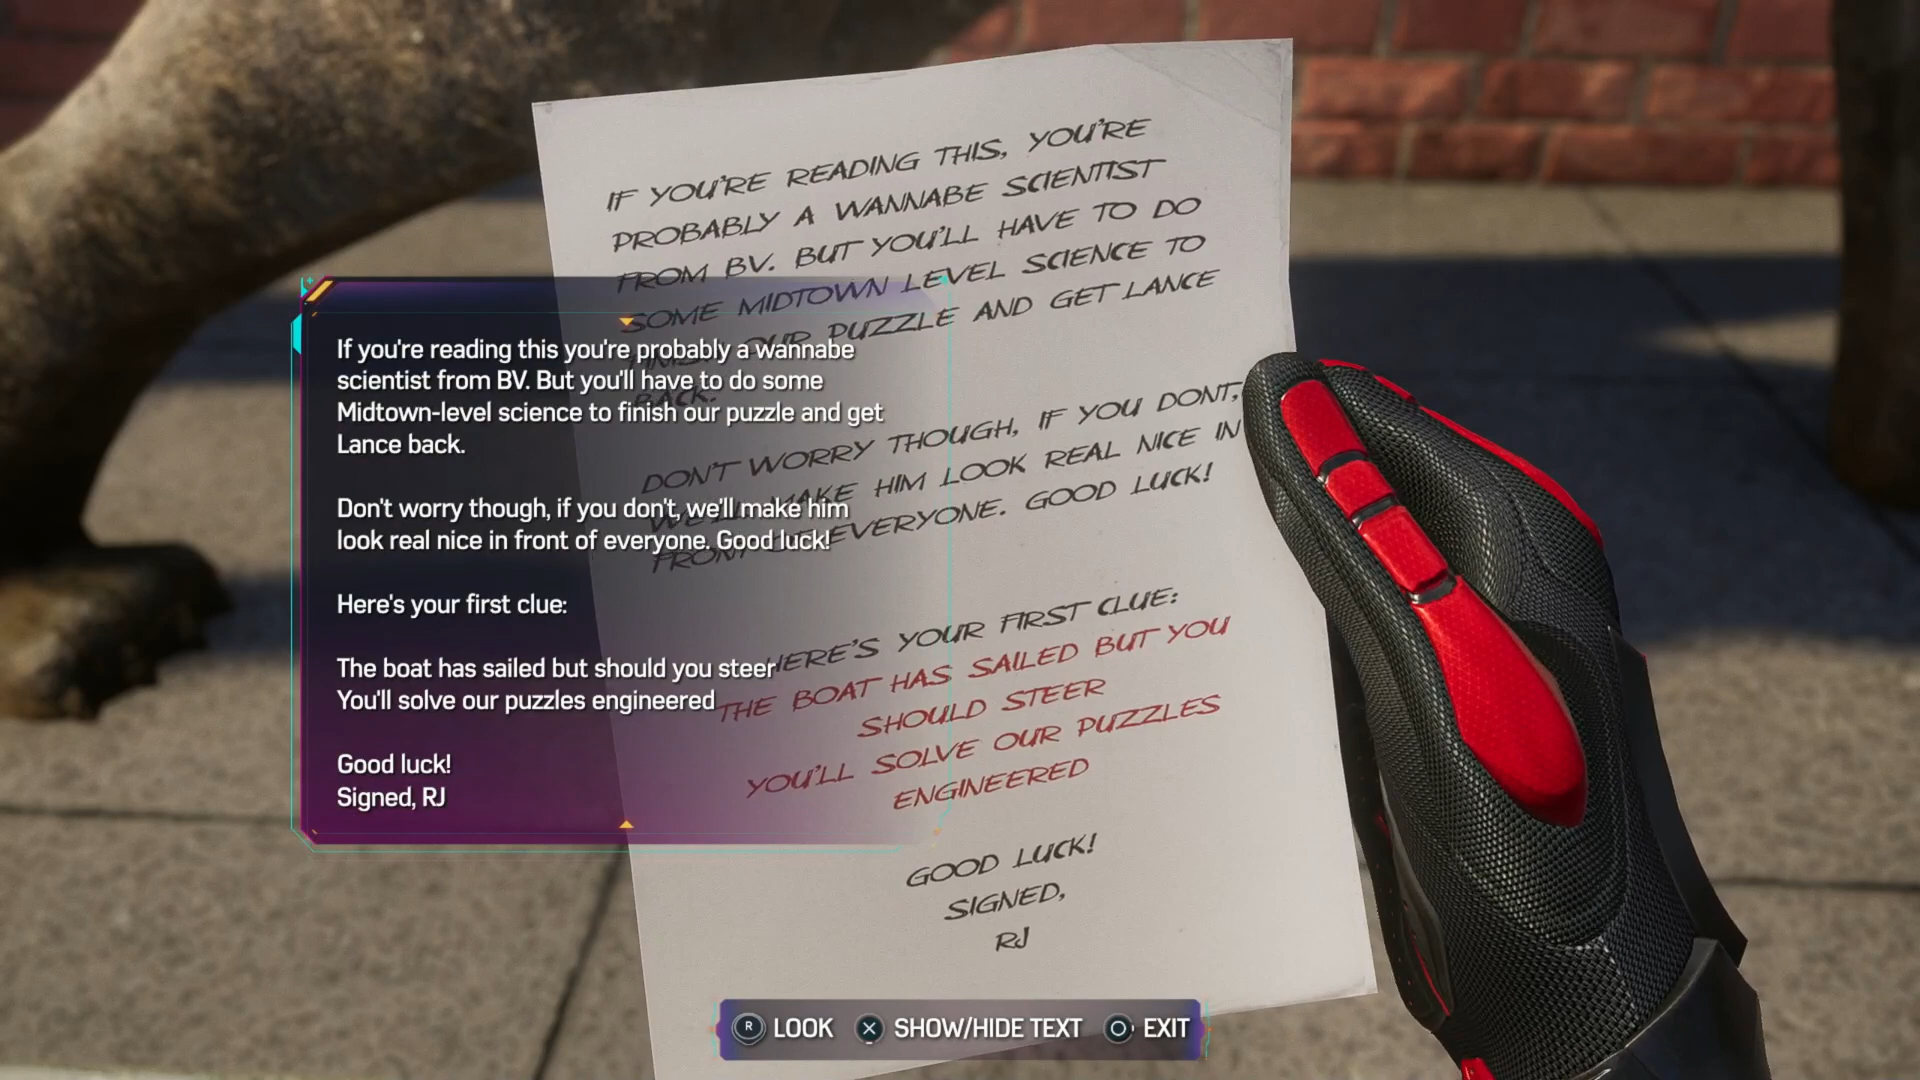 IF YOU'RE READING THIS, YOU'RE
PROBABLY A WANNABE SCIENTIST
FROM BV. BUT YOU'LL HAVE TO DO
SOME MIDTOWN LEVEL SCIENCE TO
OUR PUZZLE AND GET LANCE
BACK.
DON'T WORRY THOUGH, IF YOU DONT,
WE'LL MAKE HIM LOOK REAL NICE IN
FRONT OF EVERYONE. GOOD LUCK!
HERE'S YOUR FIRST CLUE:
THE BOAT HAS SAILED BUT YOU
SHOULD STEER
YOU'LL SOLVE OUR PUZZLES
ENGINEERED
GOOD LUCK!
SIGNED,
RJ
If you're reading this you're probably a wannabe
scientist from BV. But you'll have to do some
Midtown-level science to finish our puzzle and get
Lance back.
Don't worry though, if you don't, we'll make him
look real nice in front of everyone. Good luck!
Here's your first clue:
The boat has sailed but should you steer
You'll solve our puzzles engineered
Good luck!
Signed, RJ
R LOOK SHOW/HIDE TEXT EXIT